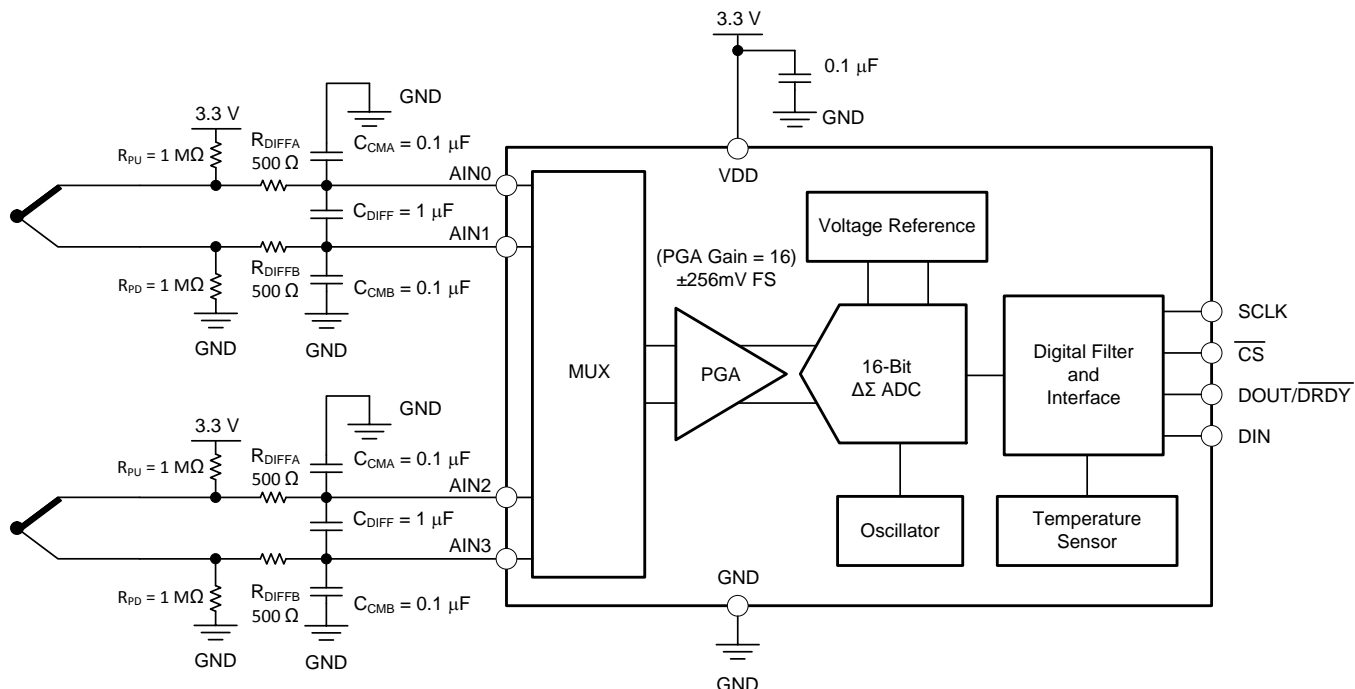 3.3 V
0.1 μF
GND
GND
3.3 V
R_PU = 1 MΩ
R_DIFFA
500 Ω
C_CMA = 0.1 μF
AIN0
C_DIFF = 1 μF
AIN1
R_PD = 1 MΩ
R_DIFFB
500 Ω
C_CMB = 0.1 μF
GND
GND
VDD
MUX
(PGA Gain = 16)
±256mV FS
PGA
Voltage Reference
16-Bit
ΔΣ ADC
Oscillator
Digital Filter
and
Interface
Temperature
Sensor
SCLK
C̅S̅
DOUT/D̅R̅D̅Y̅
DIN
GND
3.3 V
R_PU = 1 MΩ
R_DIFFA
500 Ω
C_CMA = 0.1 μF
AIN2
C_DIFF = 1 μF
AIN3
R_PD = 1 MΩ
R_DIFFB
500 Ω
C_CMB = 0.1 μF
GND
GND
GND
GND